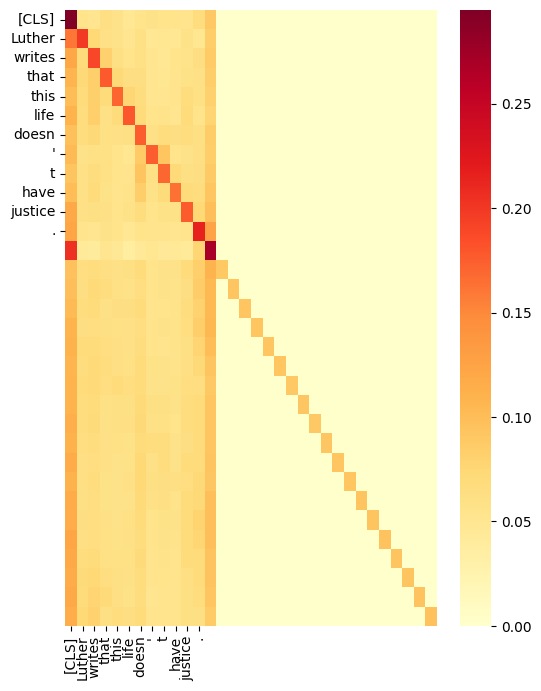 [CLS]
Luther
writes
that
this
life
doesn
'
t
have
justice
.
[CLS]
Luther
writes
that
this
life
doesn
'
t
have
justice
.
0.25
0.20
0.15
0.10
0.05
0.00